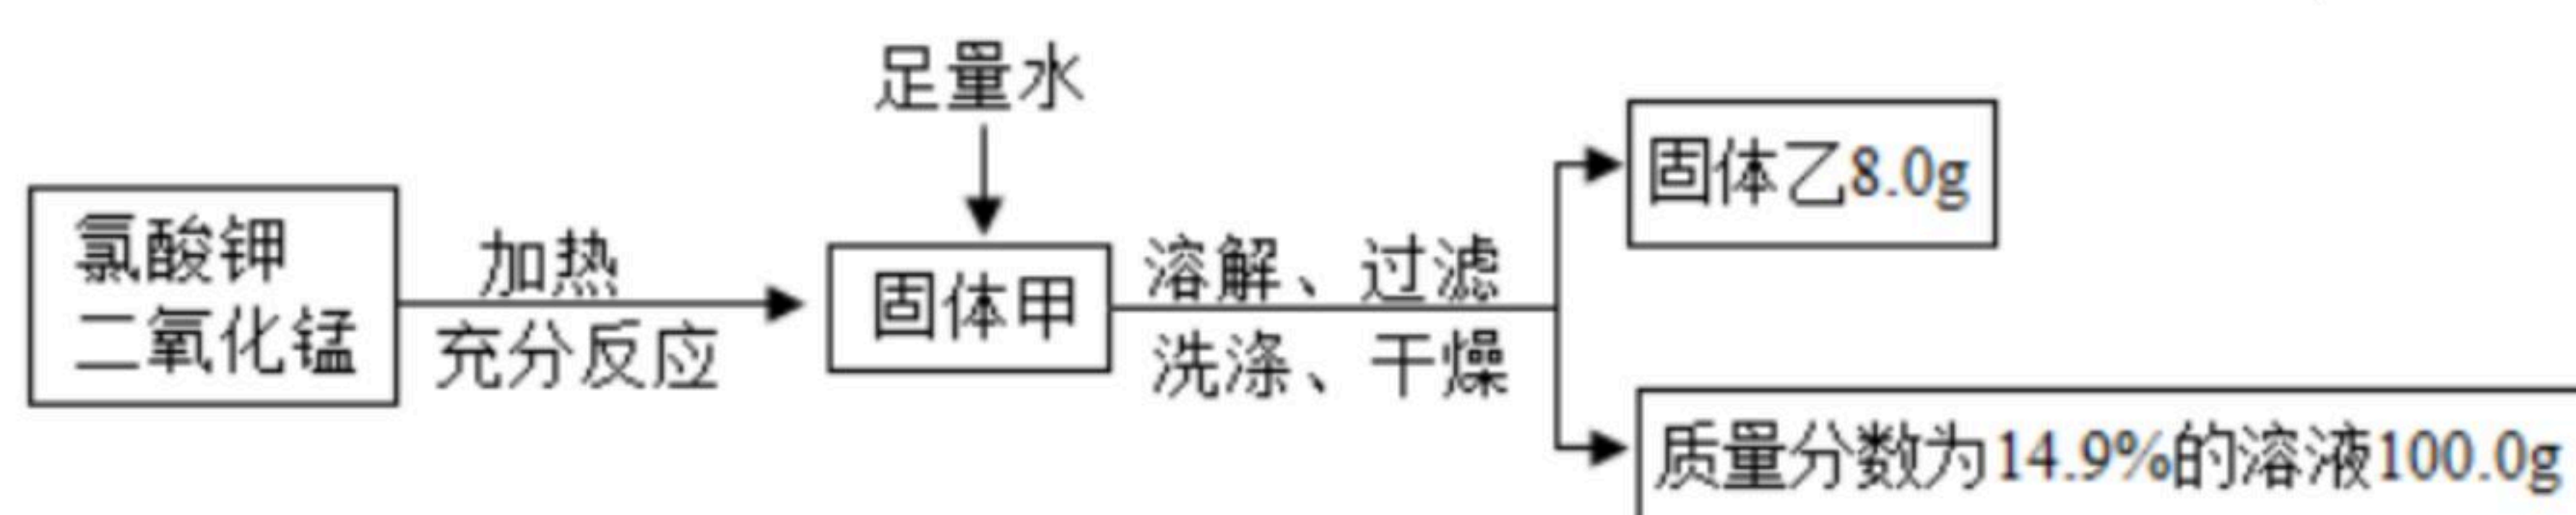 足量水
氯酸钾
二氧化锰
加热
充分反应
固体甲
溶解、过滤
洗涤、干燥
固体乙8.0g
质量分数为14.9%的溶液100.0g